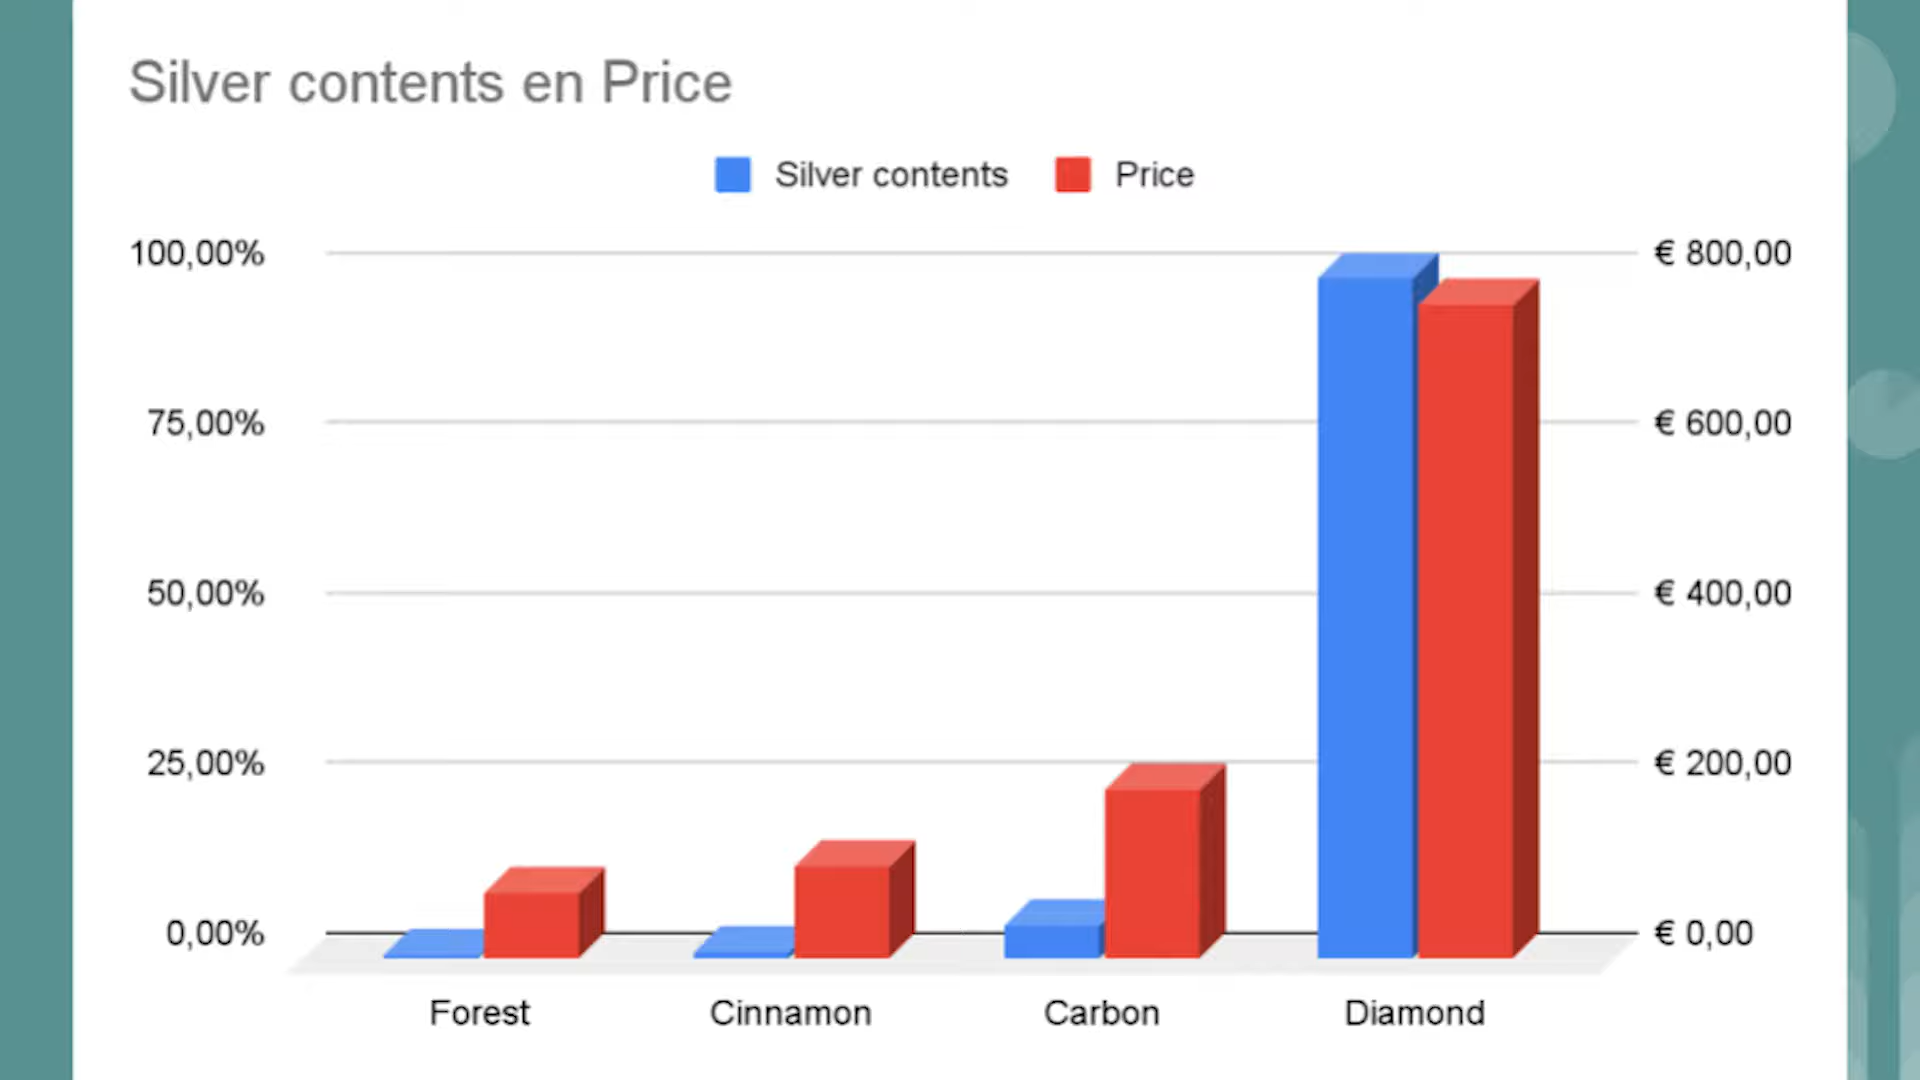 Silver contents en Price
Silver contents Price
100,00% € 800,00
75,00% € 600,00
50,00% € 400,00
25,00% € 200,00
0,00% € 0,00
Forest Cinnamon Carbon Diamond